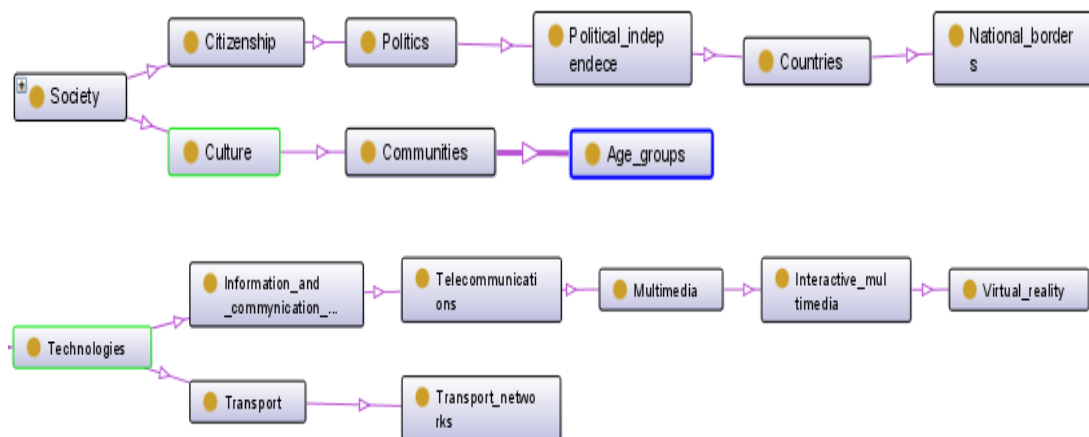 Society
Citizenship
Politics
Political_indep
endece
Countries
National_border
s
Culture
Communities
Age_groups
Technologies
Information_and
_commynication_...
Telecommunicati
ons
Multimedia
Interactive_mul
timedia
Virtual_reality
Transport
Transport_netwo
rks